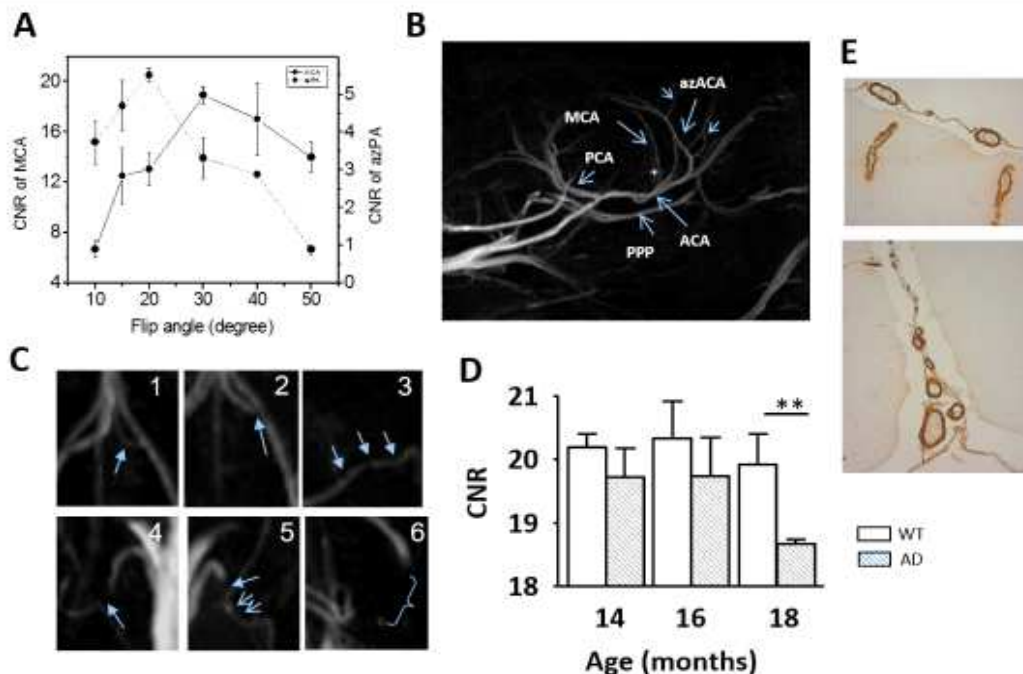 A
20
16
12
8
4
CNR of MCA
ACA
azPA
5
4
3
2
1
0
CNR of azPA
10
20
30
40
50
Flip angle (degree)
B
azACA
MCA
PCA
PPP
ACA
C
1
2
3
4
5
6
D
21
20
19
18
CNR
**
14
16
18
Age (months)
E
WT
AD